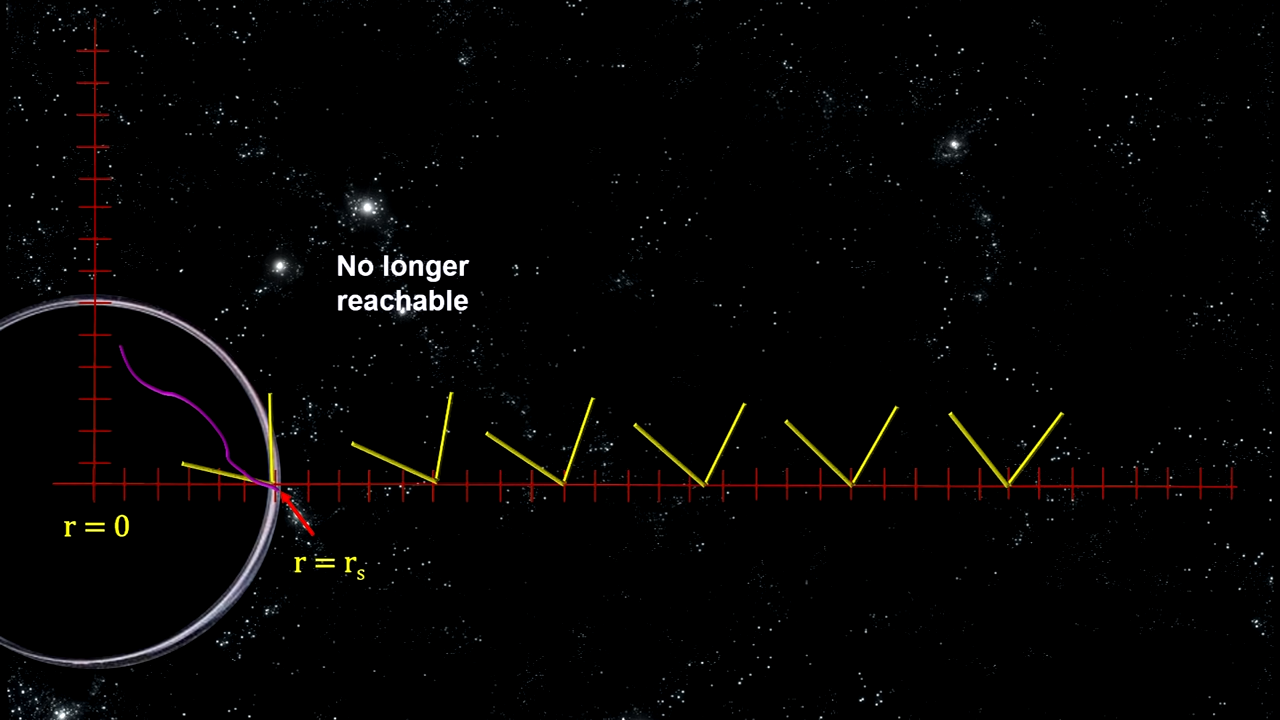 No longer
reachable
r = 0
r = rₛ